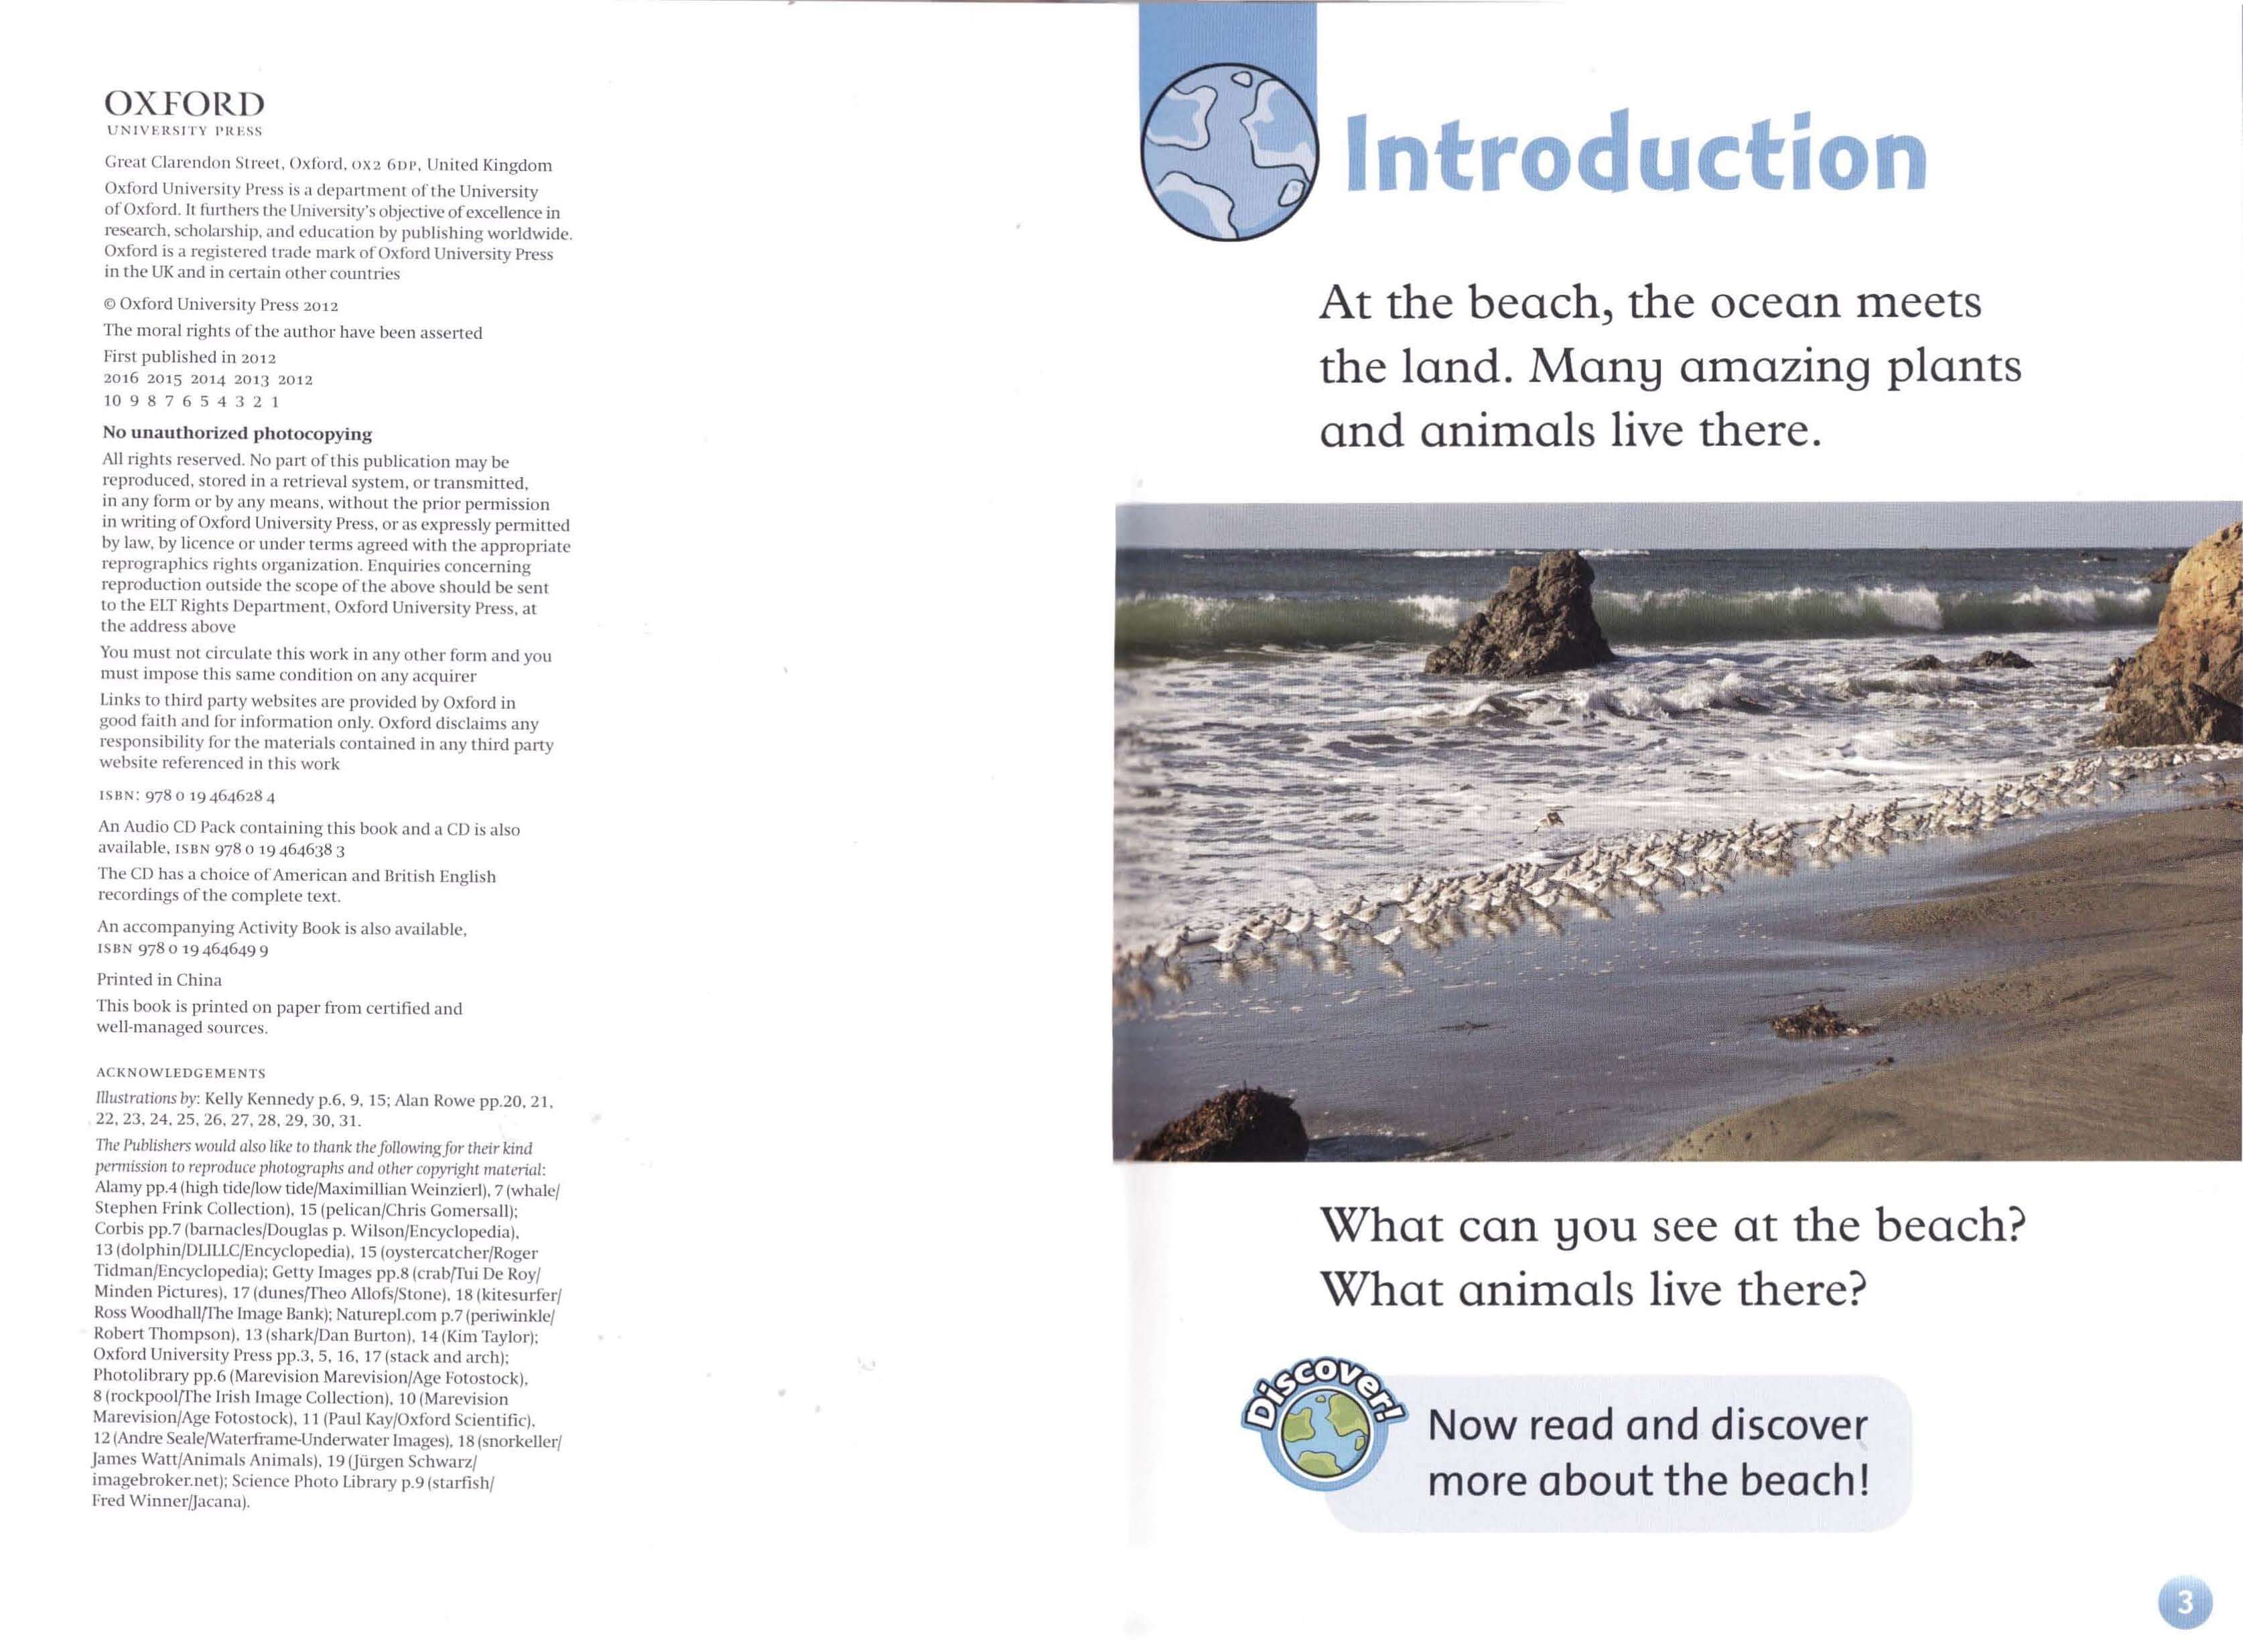 OXFORD
UNIVERSITY PRESS
Great Clarendon Street, Oxford, OX2 6DP, United Kingdom
Oxford University Press is a department of the University
of Oxford. It furthers the University's objective of excellence in
research, scholarship, and education by publishing worldwide.
Oxford is a registered trade mark of Oxford University Press
in the UK and in certain other countries
© Oxford University Press 2012
The moral rights of the author have been asserted
First published in 2012
2016 2015 2014 2013 2012
10 9 8 7 6 5 4 3 2 1
No unauthorized photocopying
All rights reserved. No part of this publication may be
reproduced, stored in a retrieval system, or transmitted,
in any form or by any means, without the prior permission
in writing of Oxford University Press, or as expressly permitted
by law, by licence or under terms agreed with the appropriate
reprographics rights organization. Enquiries concerning
reproduction outside the scope of the above should be sent
to the ELT Rights Department, Oxford University Press, at
the address above
You must not circulate this work in any other form and you
must impose this same condition on any acquirer
Links to third party websites are provided by Oxford in
good faith and for information only. Oxford disclaims any
responsibility for the materials contained in any third party
website referenced in this work
ISBN: 978 0 19 464628 4
An Audio CD Pack containing this book and a CD is also
available, ISBN 978 0 19 464638 3
The CD has a choice of American and British English
recordings of the complete text.
An accompanying Activity Book is also available,
ISBN 978 0 19 464649 9
Printed in China
This book is printed on paper from certified and
well-managed sources.
ACKNOWLEDGEMENTS
Illustrations by: Kelly Kennedy p.6, 9, 15; Alan Rowe pp.20, 21,
22, 23, 24, 25, 26, 27, 28, 29, 30, 31.
The Publishers would also like to thank the following for their kind
permission to reproduce photographs and other copyright material:
Alamy pp.4 (high tide/low tide/Maximillian Weinzierl), 7 (whale/
Stephen Frink Collection), 15 (pelican/Chris Gomersall);
Corbis pp.7 (barnacles/Douglas p. Wilson/Encyclopedia),
13 (dolphin/DLILLC/Encyclopedia), 15 (oystercatcher/Roger
Tidman/Encyclopedia); Getty Images pp.8 (crab/Tui De Roy/
Minden Pictures), 17 (dunes/Theo Allofs/Stone), 18 (kitesurfer/
Ross Woodhall/The Image Bank); Naturepl.com p.7 (periwinkle/
Robert Thompson), 13 (shark/Dan Burton), 14 (Kim Taylor);
Oxford University Press pp.3, 5, 16, 17 (stack and arch);
Photolibrary pp.6 (Marevision Marevision/Age Fotostock),
8 (rockpool/The Irish Image Collection), 10 (Marevision
Marevision/Age Fotostock), 11 (Paul Kay/Oxford Scientific),
12 (Andre Seale/Waterframe-Underwater Images), 18 (snorkeller/
James Watt/Animals Animals), 19 (Jürgen Schwarz/
imagebroker.net); Science Photo Library p.9 (starfish/
Fred Winner/Jacana).
Introduction
At the beach, the ocean meets
the land. Many amazing plants
and animals live there.
What can you see at the beach?
What animals live there?
Discover!
Now read and discover
more about the beach!
3